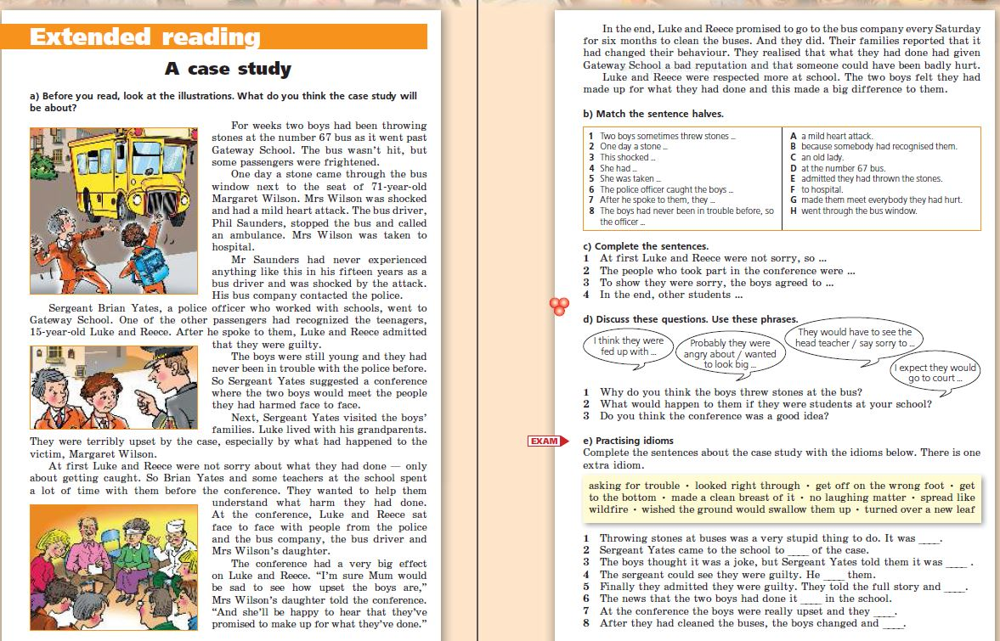 Extended reading
A case study
a) Before you read, look at the illustrations. What do you think the case study will
be about?
For weeks two boys had been throwing
stones at the number 67 bus as it went past
Gateway School. The bus wasn't hit, but
some passengers were frightened.
One day a stone came through the bus
window next to the seat of 71-year-old
Margaret Wilson. Mrs Wilson was shocked
and had a mild heart attack. The bus driver,
Phil Saunders, stopped the bus and called
an ambulance. Mrs Wilson was taken to
hospital.
Mr Saunders had never experienced
anything like this in his fifteen years as a
bus driver and was shocked by the attack.
His bus company contacted the police.
Sergeant Brian Yates, a police officer who worked with schools, went to
Gateway School. One of the other passengers had recognized the teenagers,
15-year-old Luke and Reece. After he spoke to them, Luke and Reece admitted
that they were guilty.
The boys were still young and they had
never been in trouble with the police before.
So Sergeant Yates suggested a conference
where the two boys would meet the people
they had harmed face to face.
Next, Sergeant Yates visited the boys'
families. Luke lived with his grandparents.
They were terribly upset by the case, especially by what had happened to the
victim, Margaret Wilson.
At first Luke and Reece were not sorry about what they had done — only
about getting caught. So Brian Yates and some teachers at the school spent
a lot of time with them before the conference. They wanted to help them
understand what harm they had done.
At the conference, Luke and Reece sat
face to face with people from the police
and the bus company, the bus driver and
Mrs Wilson's daughter.
The conference had a very big effect
on Luke and Reece. "I'm sure Mum would
be sad to see how upset the boys are,"
Mrs Wilson's daughter told the conference.
"And she'll be happy to hear that they've
promised to make up for what they've done."
In the end, Luke and Reece promised to go to the bus company every Saturday
for six months to clean the buses. And they did. Their families reported that it
had changed their behaviour. They realised that what they had done had given
Gateway School a bad reputation and that someone could have been badly hurt.
Luke and Reece were respected more at school. The two boys felt they had
made up for what they had done and this made a big difference to them.
b) Match the sentence halves.
1 Two boys sometimes threw stones ...
2 One day a stone ...
3 This shocked ...
4 She had ...
5 She was taken ...
6 The police officer caught the boys ...
7 After he spoke to them, they ...
8 The boys had never been in trouble before, so
the officer ...
A a mild heart attack.
B because somebody had recognised them.
C an old lady.
D at the number 67 bus.
E admitted they had thrown the stones.
F to hospital.
G made them meet everybody they had hurt.
H went through the bus window.
c) Complete the sentences.
1 At first Luke and Reece were not sorry, so ...
2 The people who took part in the conference were ...
3 To show they were sorry, the boys agreed to ...
4 In the end, other students ...
d) Discuss these questions. Use these phrases.
I think they were
fed up with ...
Probably they were
angry about / wanted
to look big ...
They would have to see the
head teacher / say sorry to ...
I expect they would
go to court ...
1 Why do you think the boys threw stones at the bus?
2 What would happen to them if they were students at your school?
3 Do you think the conference was a good idea?
EXAM
e) Practising idioms
Complete the sentences about the case study with the idioms below. There is one
extra idiom.
asking for trouble • looked right through • get off on the wrong foot • get
to the bottom • made a clean breast of it • no laughing matter • spread like
wildfire • wished the ground would swallow them up • turned over a new leaf
1 Throwing stones at buses was a very stupid thing to do. It was ____.
2 Sergeant Yates came to the school to ____ of the case.
3 The boys thought it was a joke, but Sergeant Yates told them it was ____ .
4 The sergeant could see they were guilty. He ____ them.
5 Finally they admitted they were guilty. They told the full story and ____.
6 The news that the two boys had done it ____ in the school.
7 At the conference the boys were really upset and they ____.
8 After they had cleaned the buses, the boys changed and ____.